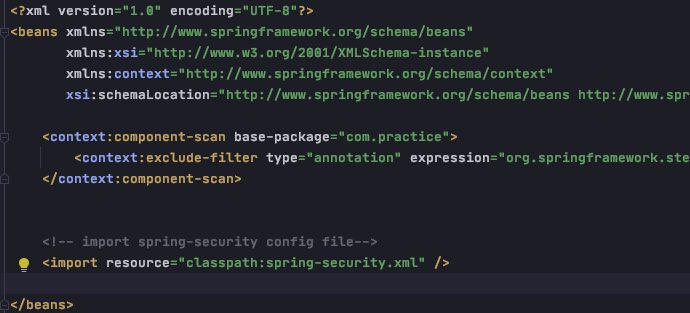 <?xml version="1.0" encoding="UTF-8"?>
<beans xmlns="http://www.springframework.org/schema/beans"
xmlns:xsi="http://www.w3.org/2001/XMLSchema-instance"
xmlns:context="http://www.springframework.org/schema/context"
xsi:schemaLocation="http://www.springframework.org/schema/beans http://www.spr
<context:component-scan base-package="com.practice">
<context:exclude-filter type="annotation" expression="org.springframework.ste
</context:component-scan>
<!-- import spring-security config file-->
<import resource="classpath:spring-security.xml" />
</beans>